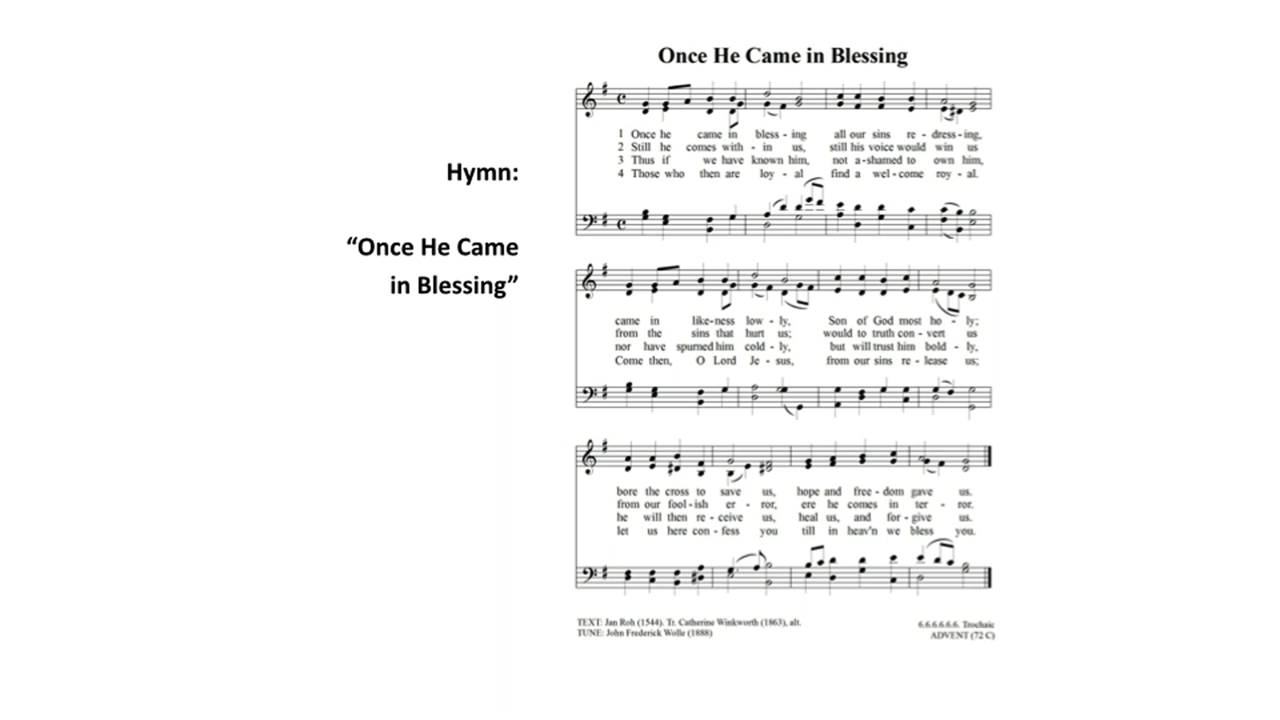 Hymn:
“Once He Came
in Blessing”
Once He Came in Blessing
1 Once he came in bless - ing all our sins re - dress - ing,
2 Still he comes with - in us, still his voice would win us
3 Thus if we have known him, not a-shamed to own him,
4 Those who then are loy - al find a wel - come roy - al.
came in like-ness low - ly, Son of God most ho - ly;
from the sins that hurt us; would to truth con - vert us
nor have spurned him cold - ly, but will trust him bold - ly,
Come then, O Lord Je - sus, from our sins re - lease us;
bore the cross to save us, hope and free - dom gave us.
from our fool - ish er - ror, ere he comes in ter - ror.
he will then re - ceive us, heal us, and for - give us.
let us here con - fess you till in heav'n we bless you.
TEXT: Jan Roh (1544). Tr. Catherine Winkworth (1863), alt.
TUNE: John Frederick Wolle (1888)
6.6.6.6.6.6. Trochaic
ADVENT (72 C)